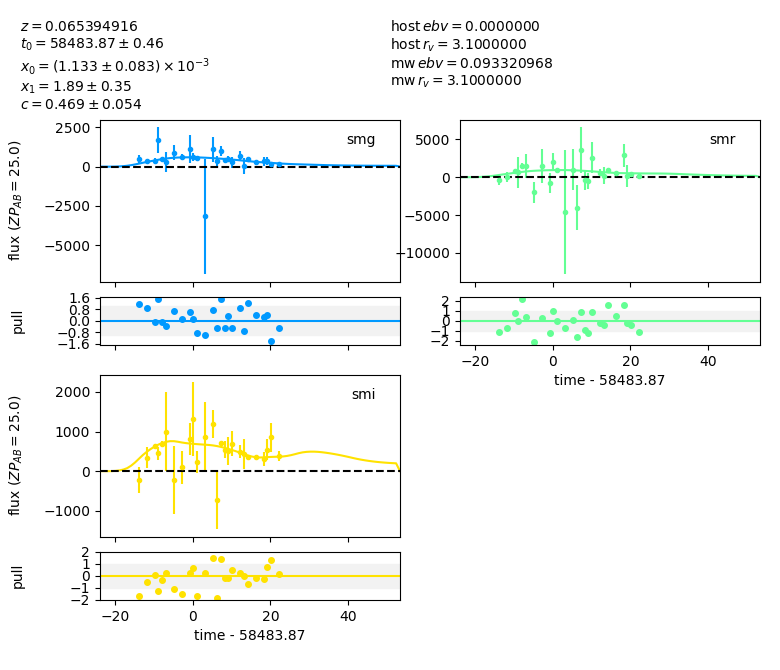 z = 0.065394916
t₀ = 58483.87 ± 0.46
x₀ = (1.133 ± 0.083) × 10⁻³
x₁ = 1.89 ± 0.35
c = 0.469 ± 0.054
host ebv = 0.0000000
host r_v = 3.1000000
mw ebv = 0.093320968
mw r_v = 3.1000000
smg
2500
0
−2500
−5000
flux (ZP_AB = 25.0)
smr
5000
0
−5000
−10000
1.6
0.8
0.0
−0.8
−1.6
pull
2
1
0
−1
−2
−20
0
20
40
time - 58483.87
smi
2000
1000
0
−1000
flux (ZP_AB = 25.0)
2
1
0
−1
−2
pull
−20
0
20
40
time - 58483.87